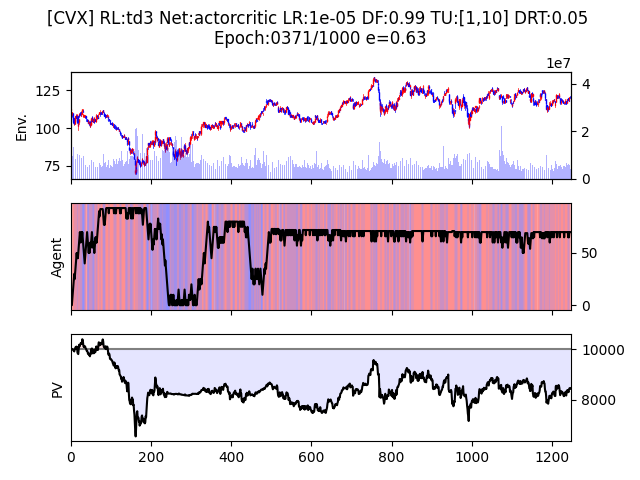 [CVX] RL:td3 Net:actorcritic LR:1e-05 DF:0.99 TU:[1,10] DRT:0.05
Epoch:0371/1000 e=0.63
1e7
125
100
75
Env.
4
2
0
Agent
50
0
PV
10000
8000
0 200 400 600 800 1000 1200